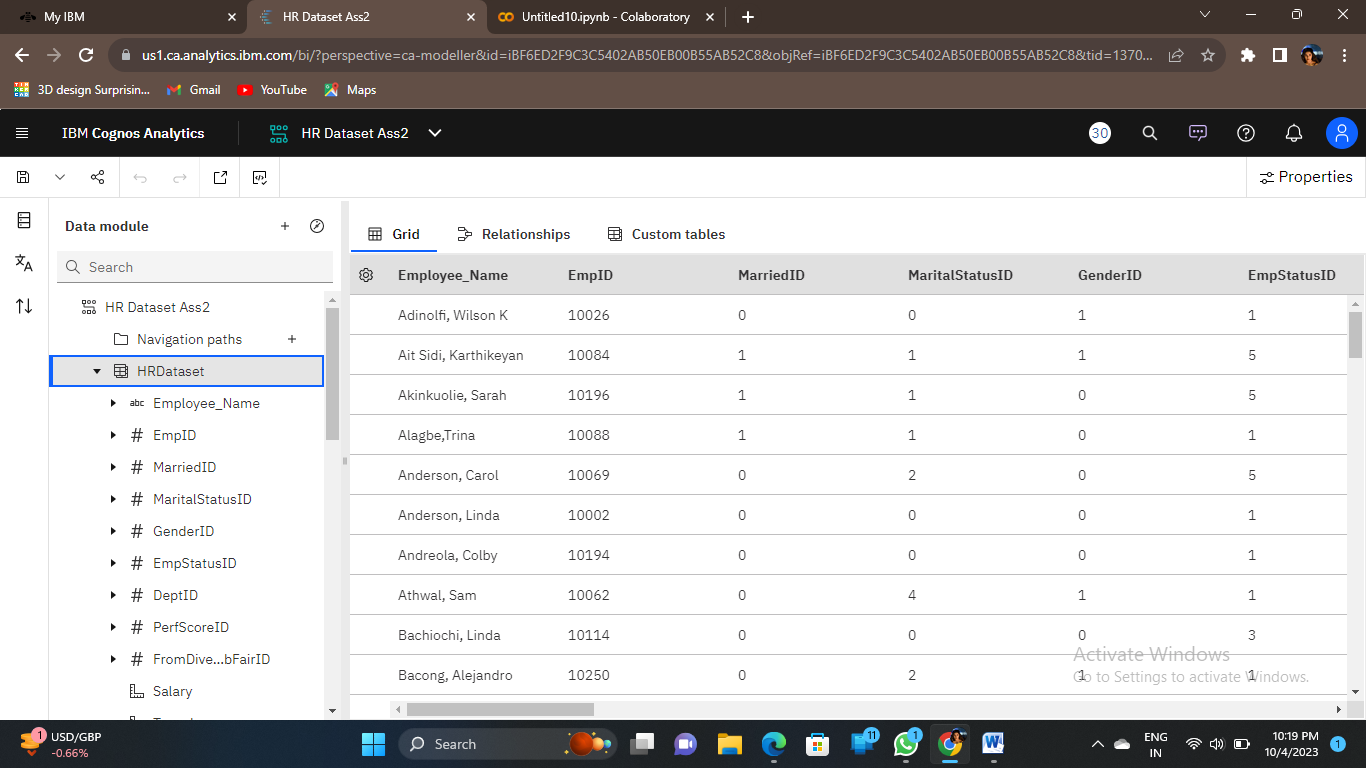 My IBM
HR Dataset Ass2
Untitled10.ipynb - Colaboratory
us1.ca.analytics.ibm.com/bi/?perspective=ca-modeller&id=iBF6ED2F9C3C5402AB50EB00B55AB52C8&objRef=iBF6ED2F9C3C5402AB50EB00B55AB52C8&tid=1370...
3D design Surprisin...
Gmail
YouTube
Maps
IBM Cognos Analytics
HR Dataset Ass2
30
Properties
Data module
Search
HR Dataset Ass2
Navigation paths
HRDataset
abc Employee_Name
# EmpID
# MarriedID
# MaritalStatusID
# GenderID
# EmpStatusID
# DeptID
# PerfScoreID
# FromDive...bFairID
Salary
Grid
Relationships
Custom tables
Employee_Name EmpID MarriedID MaritalStatusID GenderID EmpStatusID
Adinolfi, Wilson K 10026 0 0 1 1
Ait Sidi, Karthikeyan 10084 1 1 1 5
Akinkuolie, Sarah 10196 1 1 0 5
Alagbe,Trina 10088 1 1 0 1
Anderson, Carol 10069 0 2 0 5
Anderson, Linda 10002 0 0 0 1
Andreola, Colby 10194 0 0 0 1
Athwal, Sam 10062 0 4 1 1
Bachiochi, Linda 10114 0 0 0 3
Bacong, Alejandro 10250 0 2 1 1
Activate Windows
Go to Settings to activate Windows.
1
USD/GBP
-0.66%
Search
11
1
W
ENG
IN
10:19 PM
10/4/2023
1